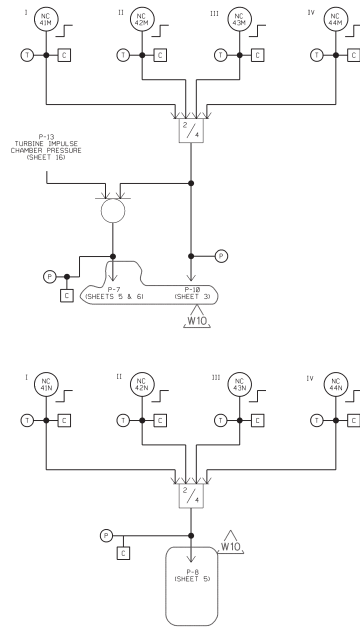 I II III IV
NC 41M NC 42M NC 43M NC 44M
T C T C T C T C
2/4
P-13
TURBINE IMPULSE
CHAMBER PRESSURE
(SHEET 16)
P
P
C
P-7 P-10
(SHEETS 5 & 6) (SHEET 3)
W10
I II III IV
NC 41N NC 42N NC 43N NC 44N
T C T C T C T C
2/4
P
C
W10
P-8
(SHEET 5)